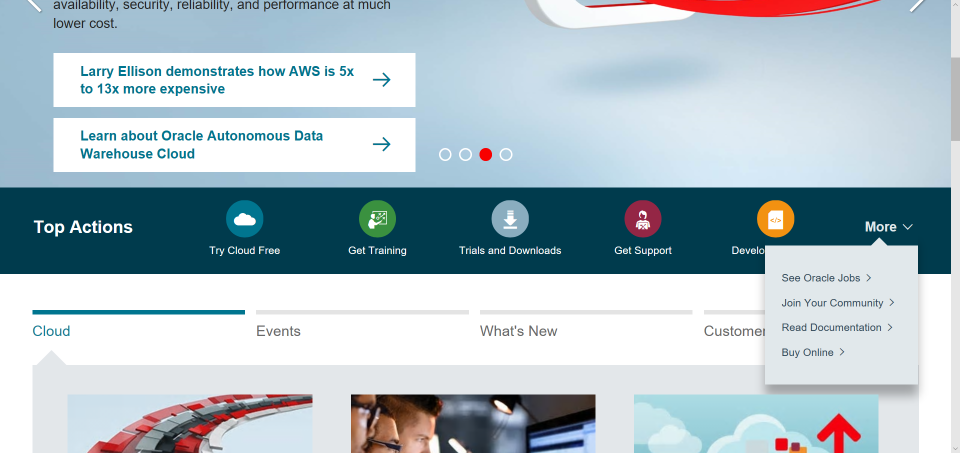 availability, security, reliability, and performance at much
lower cost.
Larry Ellison demonstrates how AWS is 5x
to 13x more expensive
Learn about Oracle Autonomous Data
Warehouse Cloud
Top Actions
Try Cloud Free
Get Training
Trials and Downloads
Get Support
</>
Develo
More
See Oracle Jobs
Join Your Community
Read Documentation
Buy Online
Cloud
Events
What's New
Customer